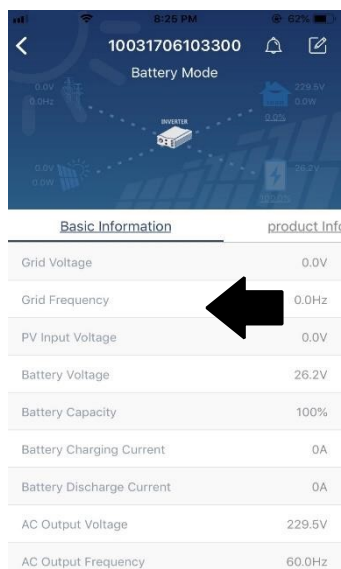 8:25 PM
62%
10031706103300
Battery Mode
0.0V
0.0Hz
229.5V
0.0W
0.0%
INVERTER
0.0V
0.0W
26.2V
Basic Information
product Info
Grid Voltage 0.0V
Grid Frequency 0.0Hz
PV Input Voltage 0.0V
Battery Voltage 26.2V
Battery Capacity 100%
Battery Charging Current 0A
Battery Discharge Current 0A
AC Output Voltage 229.5V
AC Output Frequency 60.0Hz